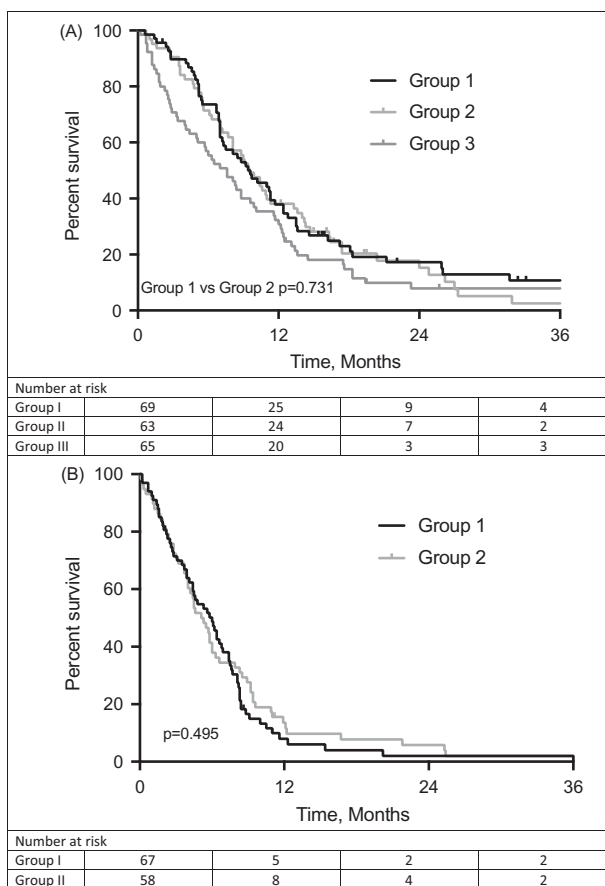 (A)
100
80
60
40
20
0
Percent survival
Group 1
Group 2
Group 3
Group 1 vs Group 2 p=0.731
0 12 24 36
Time, Months
Number at risk
Group I 69 25 9 4
Group II 63 24 7 2
Group III 65 20 3 3
(B)
100
80
60
40
20
0
Percent survival
Group 1
Group 2
p=0.495
0 12 24 36
Time, Months
Number at risk
Group I 67 5 2 2
Group II 58 8 4 2